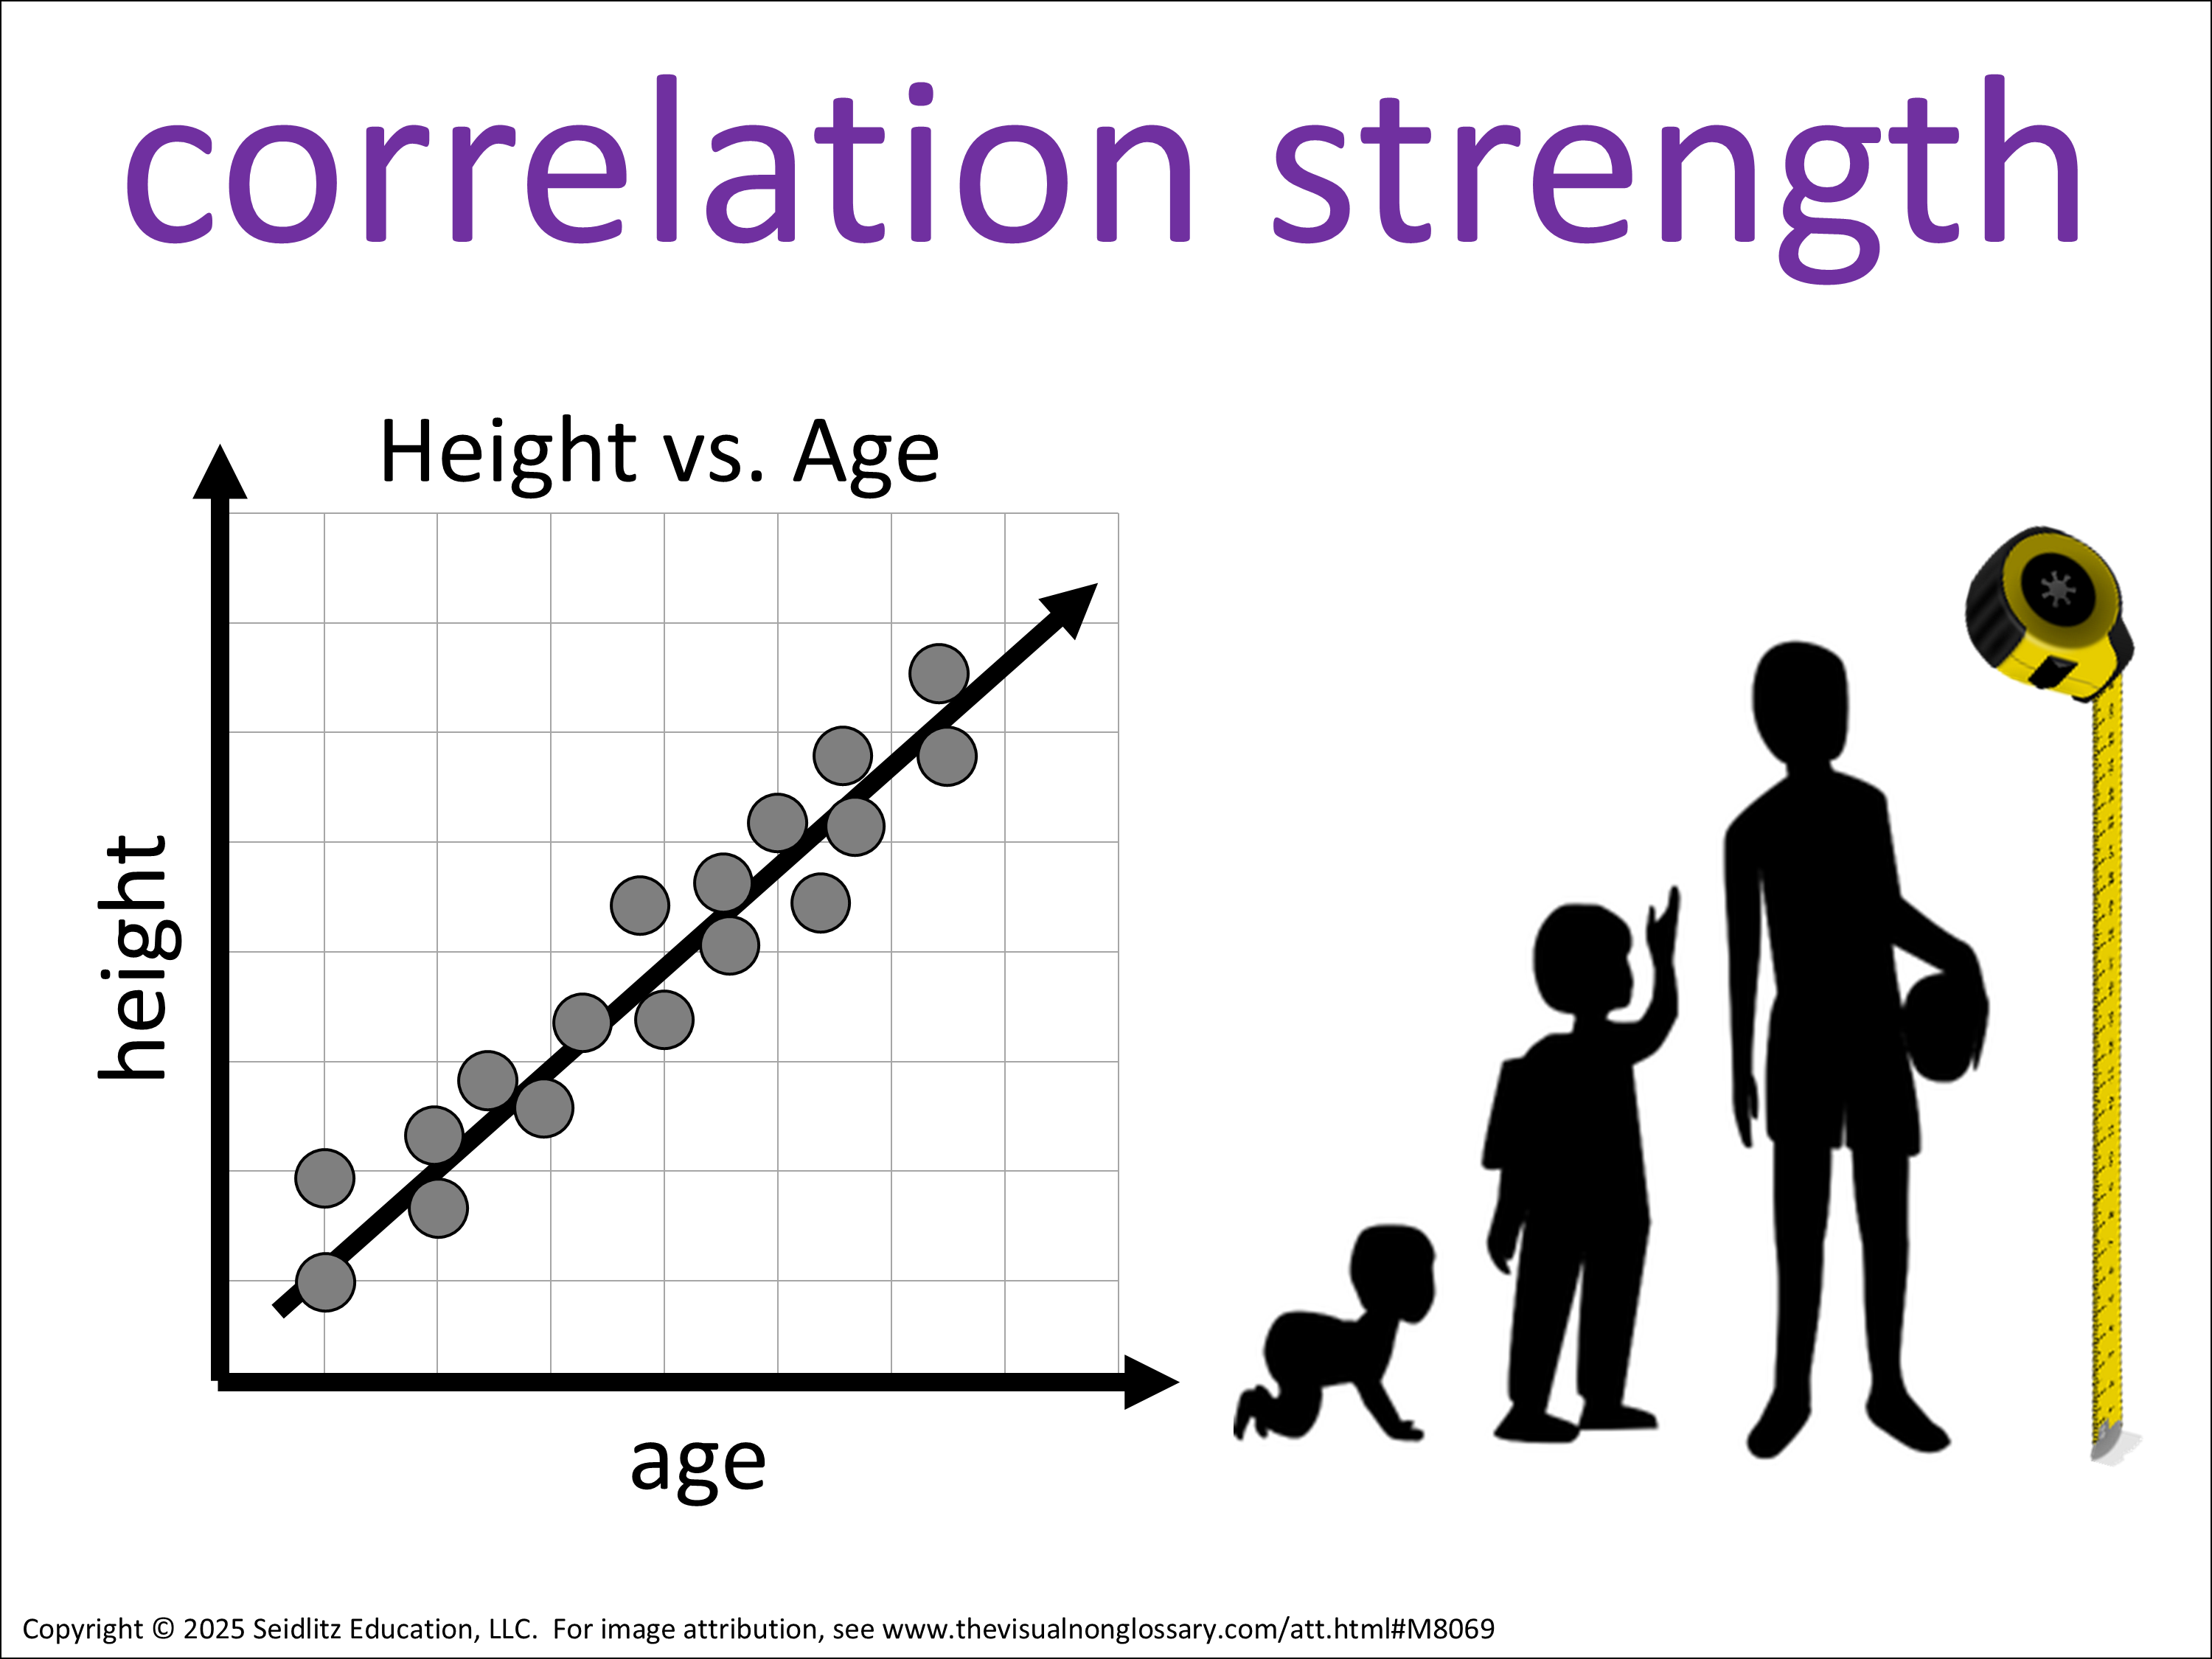 correlation strength
Height vs. Age
height
age
Copyright © 2025 Seidlitz Education, LLC.  For image attribution, see www.thevisualnonglossary.com/att.html#M8069